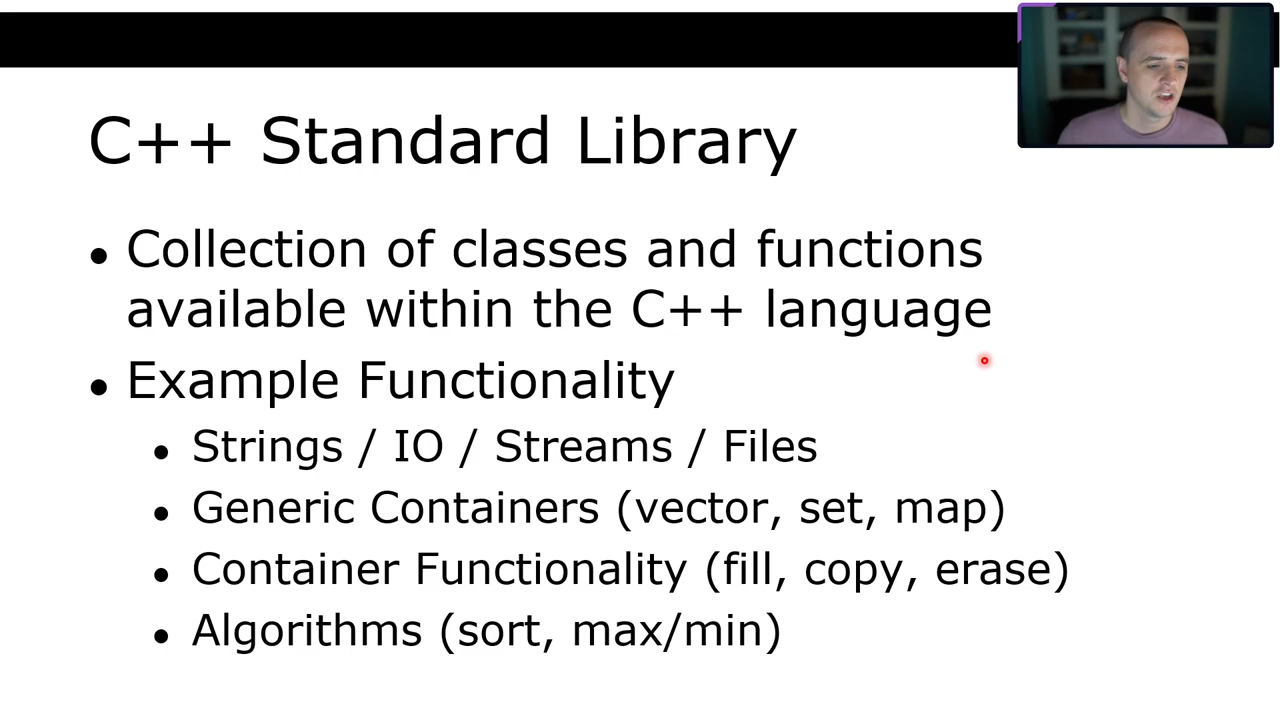 C++ Standard Library
• Collection of classes and functions
available within the C++ language
• Example Functionality
• Strings / IO / Streams / Files
• Generic Containers (vector, set, map)
• Container Functionality (fill, copy, erase)
• Algorithms (sort, max/min)